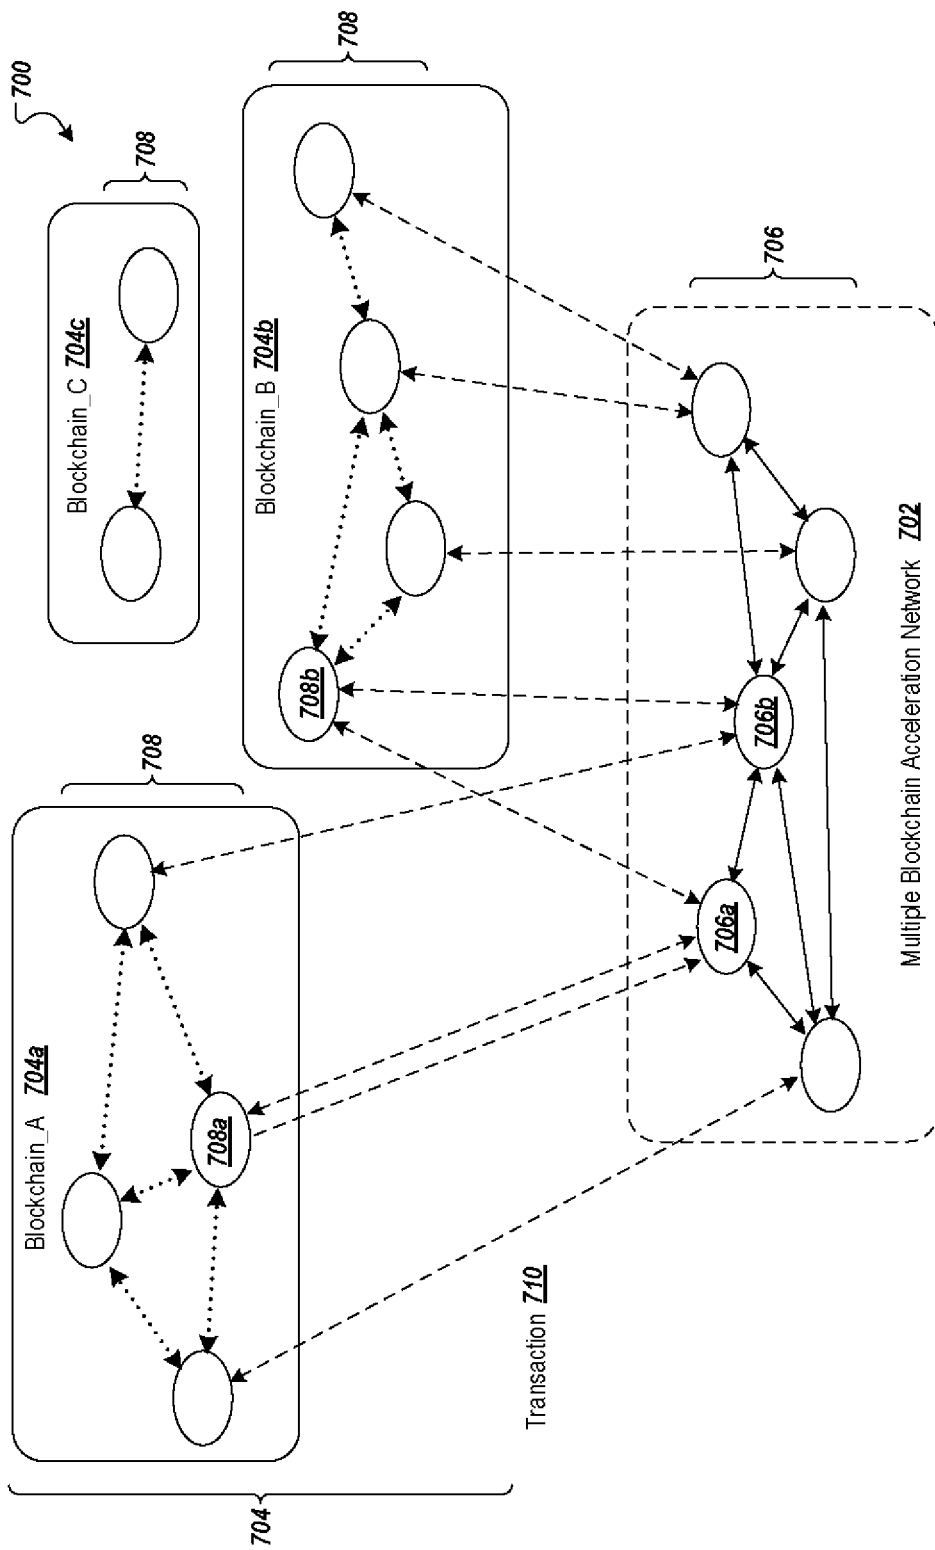 700
708
Blockchain_C 704c
708
Blockchain_B 704b
708b
708
Blockchain_A 704a
708a
704
Transaction 710
706
706a
706b
Multiple Blockchain Acceleration Network 702